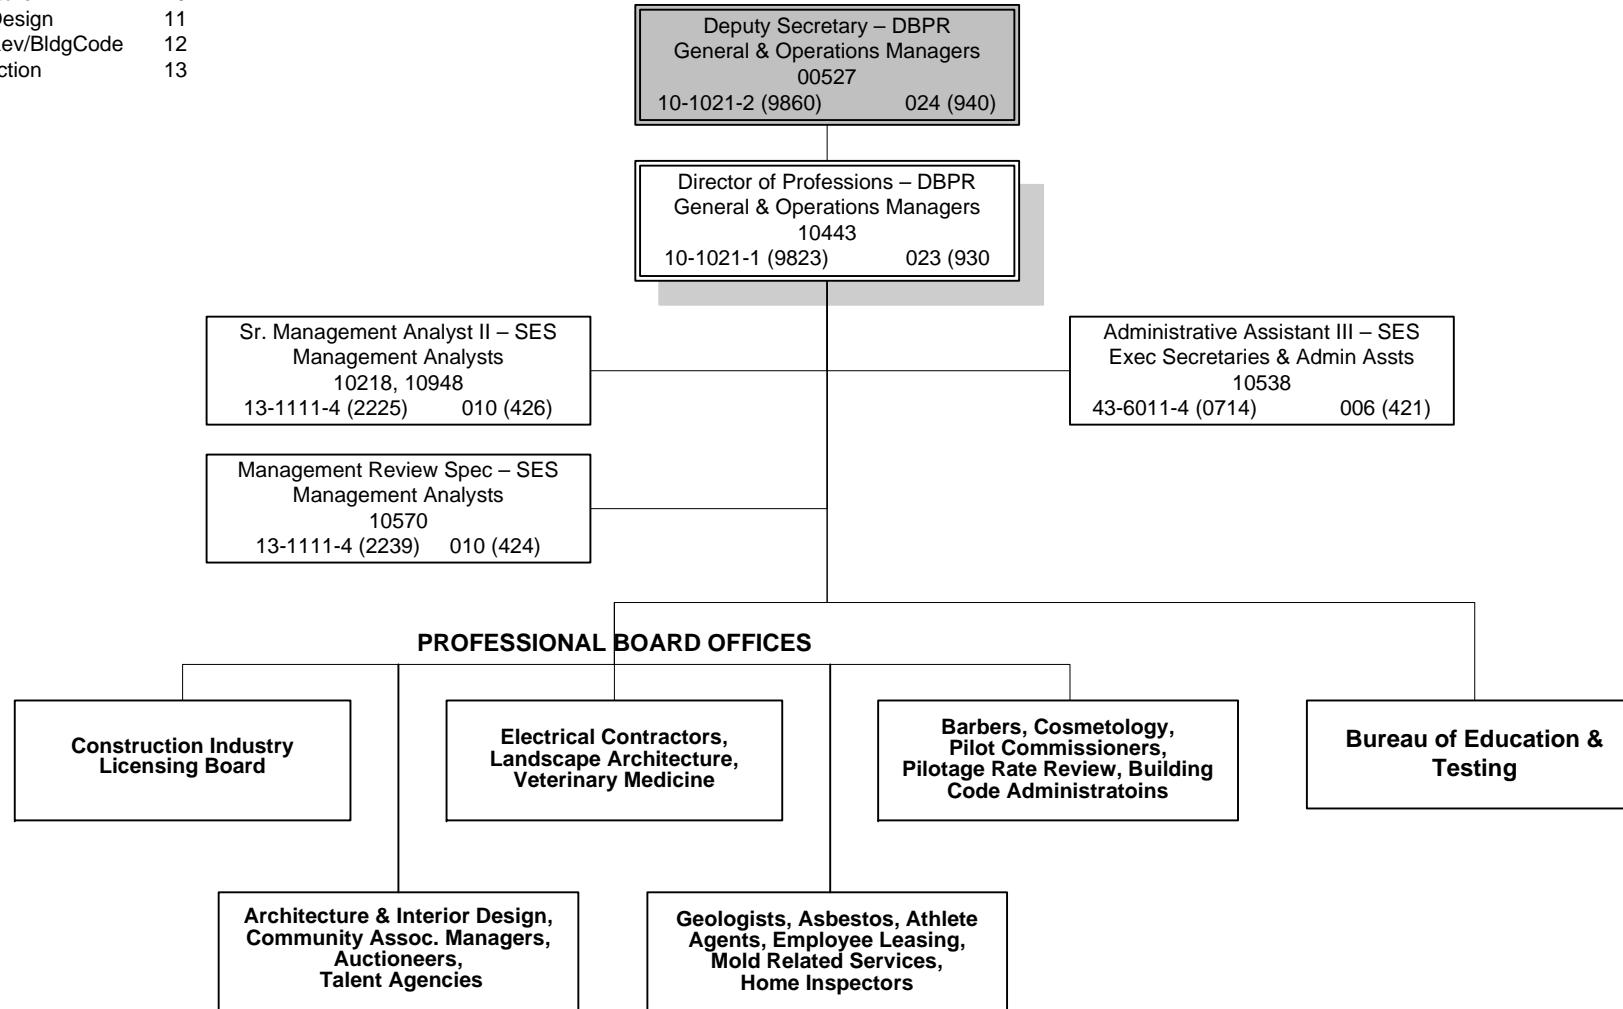 Design 11
ev/BldgCode 12
ction 13
Deputy Secretary – DBPR
General & Operations Managers
00527
10-1021-2 (9860) 024 (940)
Director of Professions – DBPR
General & Operations Managers
10443
10-1021-1 (9823) 023 (930
Sr. Management Analyst II – SES
Management Analysts
10218, 10948
13-1111-4 (2225) 010 (426)
Administrative Assistant III – SES
Exec Secretaries & Admin Assts
10538
43-6011-4 (0714) 006 (421)
Management Review Spec – SES
Management Analysts
10570
13-1111-4 (2239) 010 (424)
PROFESSIONAL BOARD OFFICES
Construction Industry
Licensing Board
Electrical Contractors,
Landscape Architecture,
Veterinary Medicine
Barbers, Cosmetology,
Pilot Commissioners,
Pilotage Rate Review, Building
Code Administratoins
Bureau of Education &
Testing
Architecture & Interior Design,
Community Assoc. Managers,
Auctioneers,
Talent Agencies
Geologists, Asbestos, Athlete
Agents, Employee Leasing,
Mold Related Services,
Home Inspectors